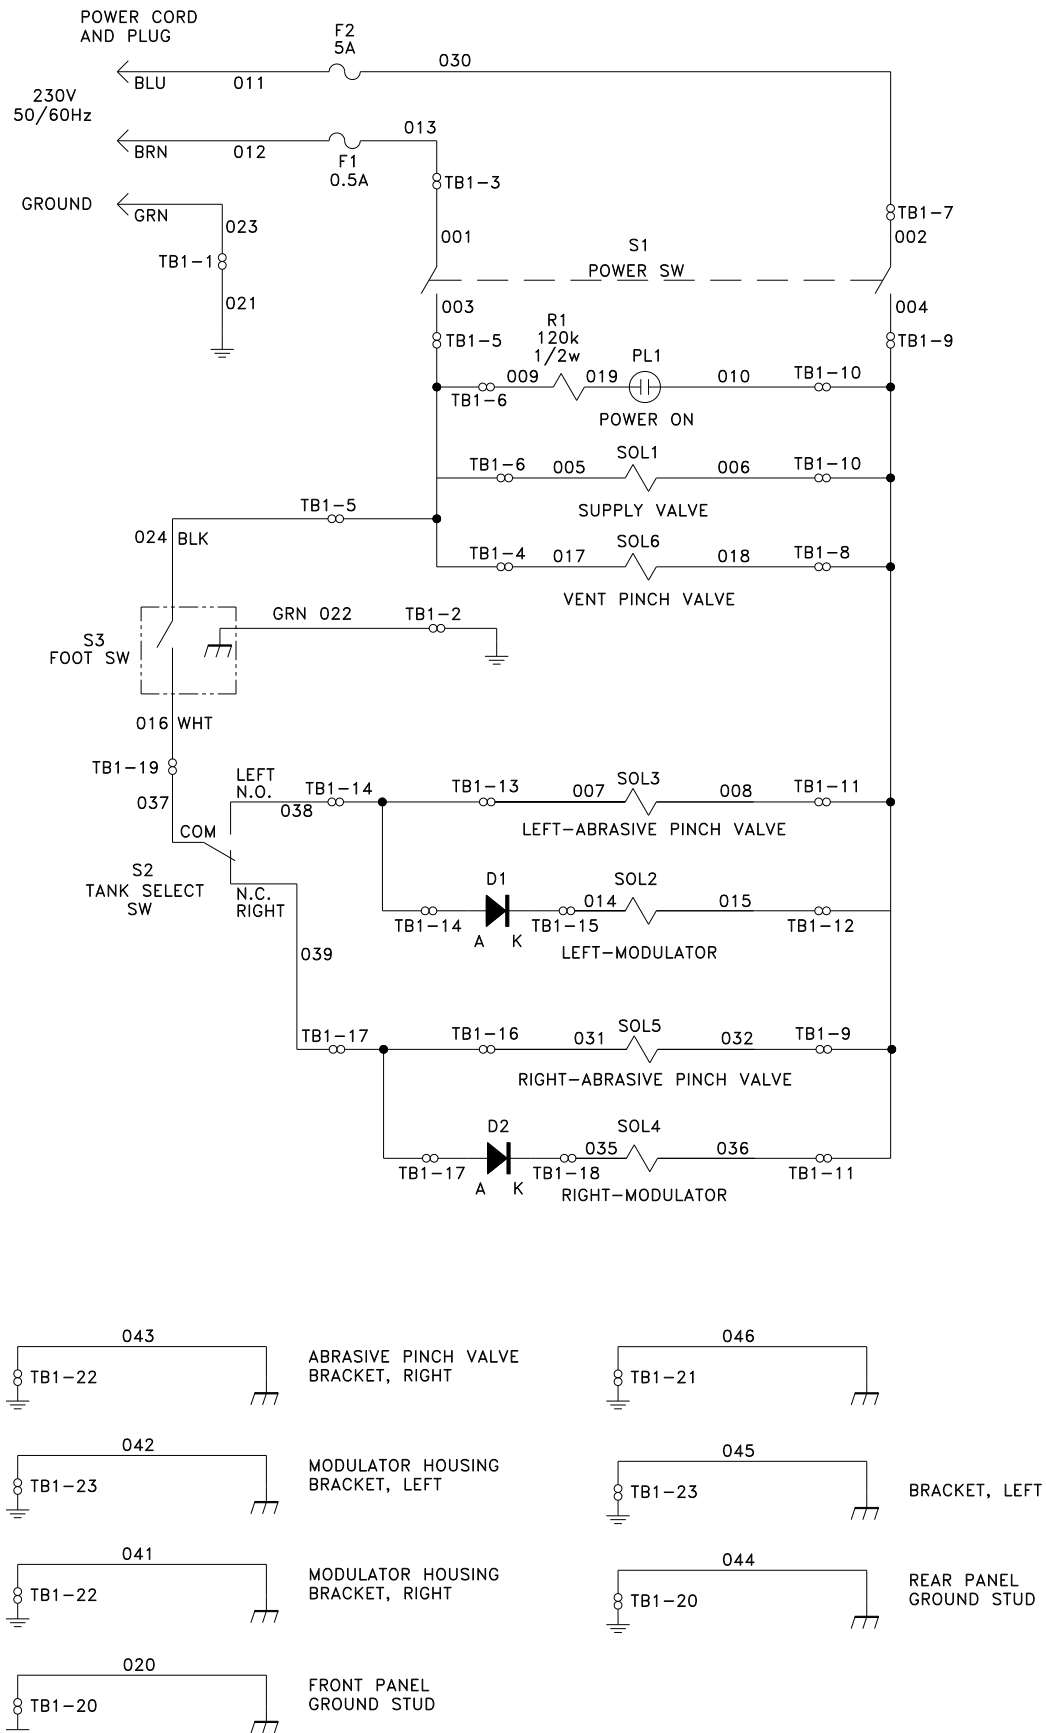 POWER CORD
AND PLUG
F2
5A
030
BLU
011
230V
50/60Hz
013
BRN
012
F1
0.5A
TB1-3
GROUND
GRN
023
TB1-7
001
002
S1
POWER SW
TB1-1
021
003
004
R1
120k
1/2w
TB1-5
TB1-9
PL1
009
019
010
TB1-10
TB1-6
POWER ON
SOL1
TB1-6
005
006
TB1-10
SUPPLY VALVE
TB1-5
024
BLK
SOL6
TB1-4
017
018
TB1-8
VENT PINCH VALVE
GRN 022
TB1-2
S3
FOOT SW
016
WHT
TB1-19
037
LEFT
N.O.
TB1-14
038
TB1-13
007
SOL3
008
TB1-11
LEFT-ABRASIVE PINCH VALVE
COM
S2
TANK SELECT
SW
N.C.
RIGHT
D1
SOL2
014
015
TB1-14
TB1-15
TB1-12
A
K
LEFT-MODULATOR
039
TB1-17
TB1-16
031
SOL5
032
TB1-9
RIGHT-ABRASIVE PINCH VALVE
D2
SOL4
035
036
TB1-17
TB1-18
TB1-11
A
K
RIGHT-MODULATOR
043
TB1-22
ABRASIVE PINCH VALVE
BRACKET, RIGHT
046
TB1-21
042
TB1-23
MODULATOR HOUSING
BRACKET, LEFT
045
TB1-23
BRACKET, LEFT
041
TB1-22
MODULATOR HOUSING
BRACKET, RIGHT
044
TB1-20
REAR PANEL
GROUND STUD
020
TB1-20
FRONT PANEL
GROUND STUD